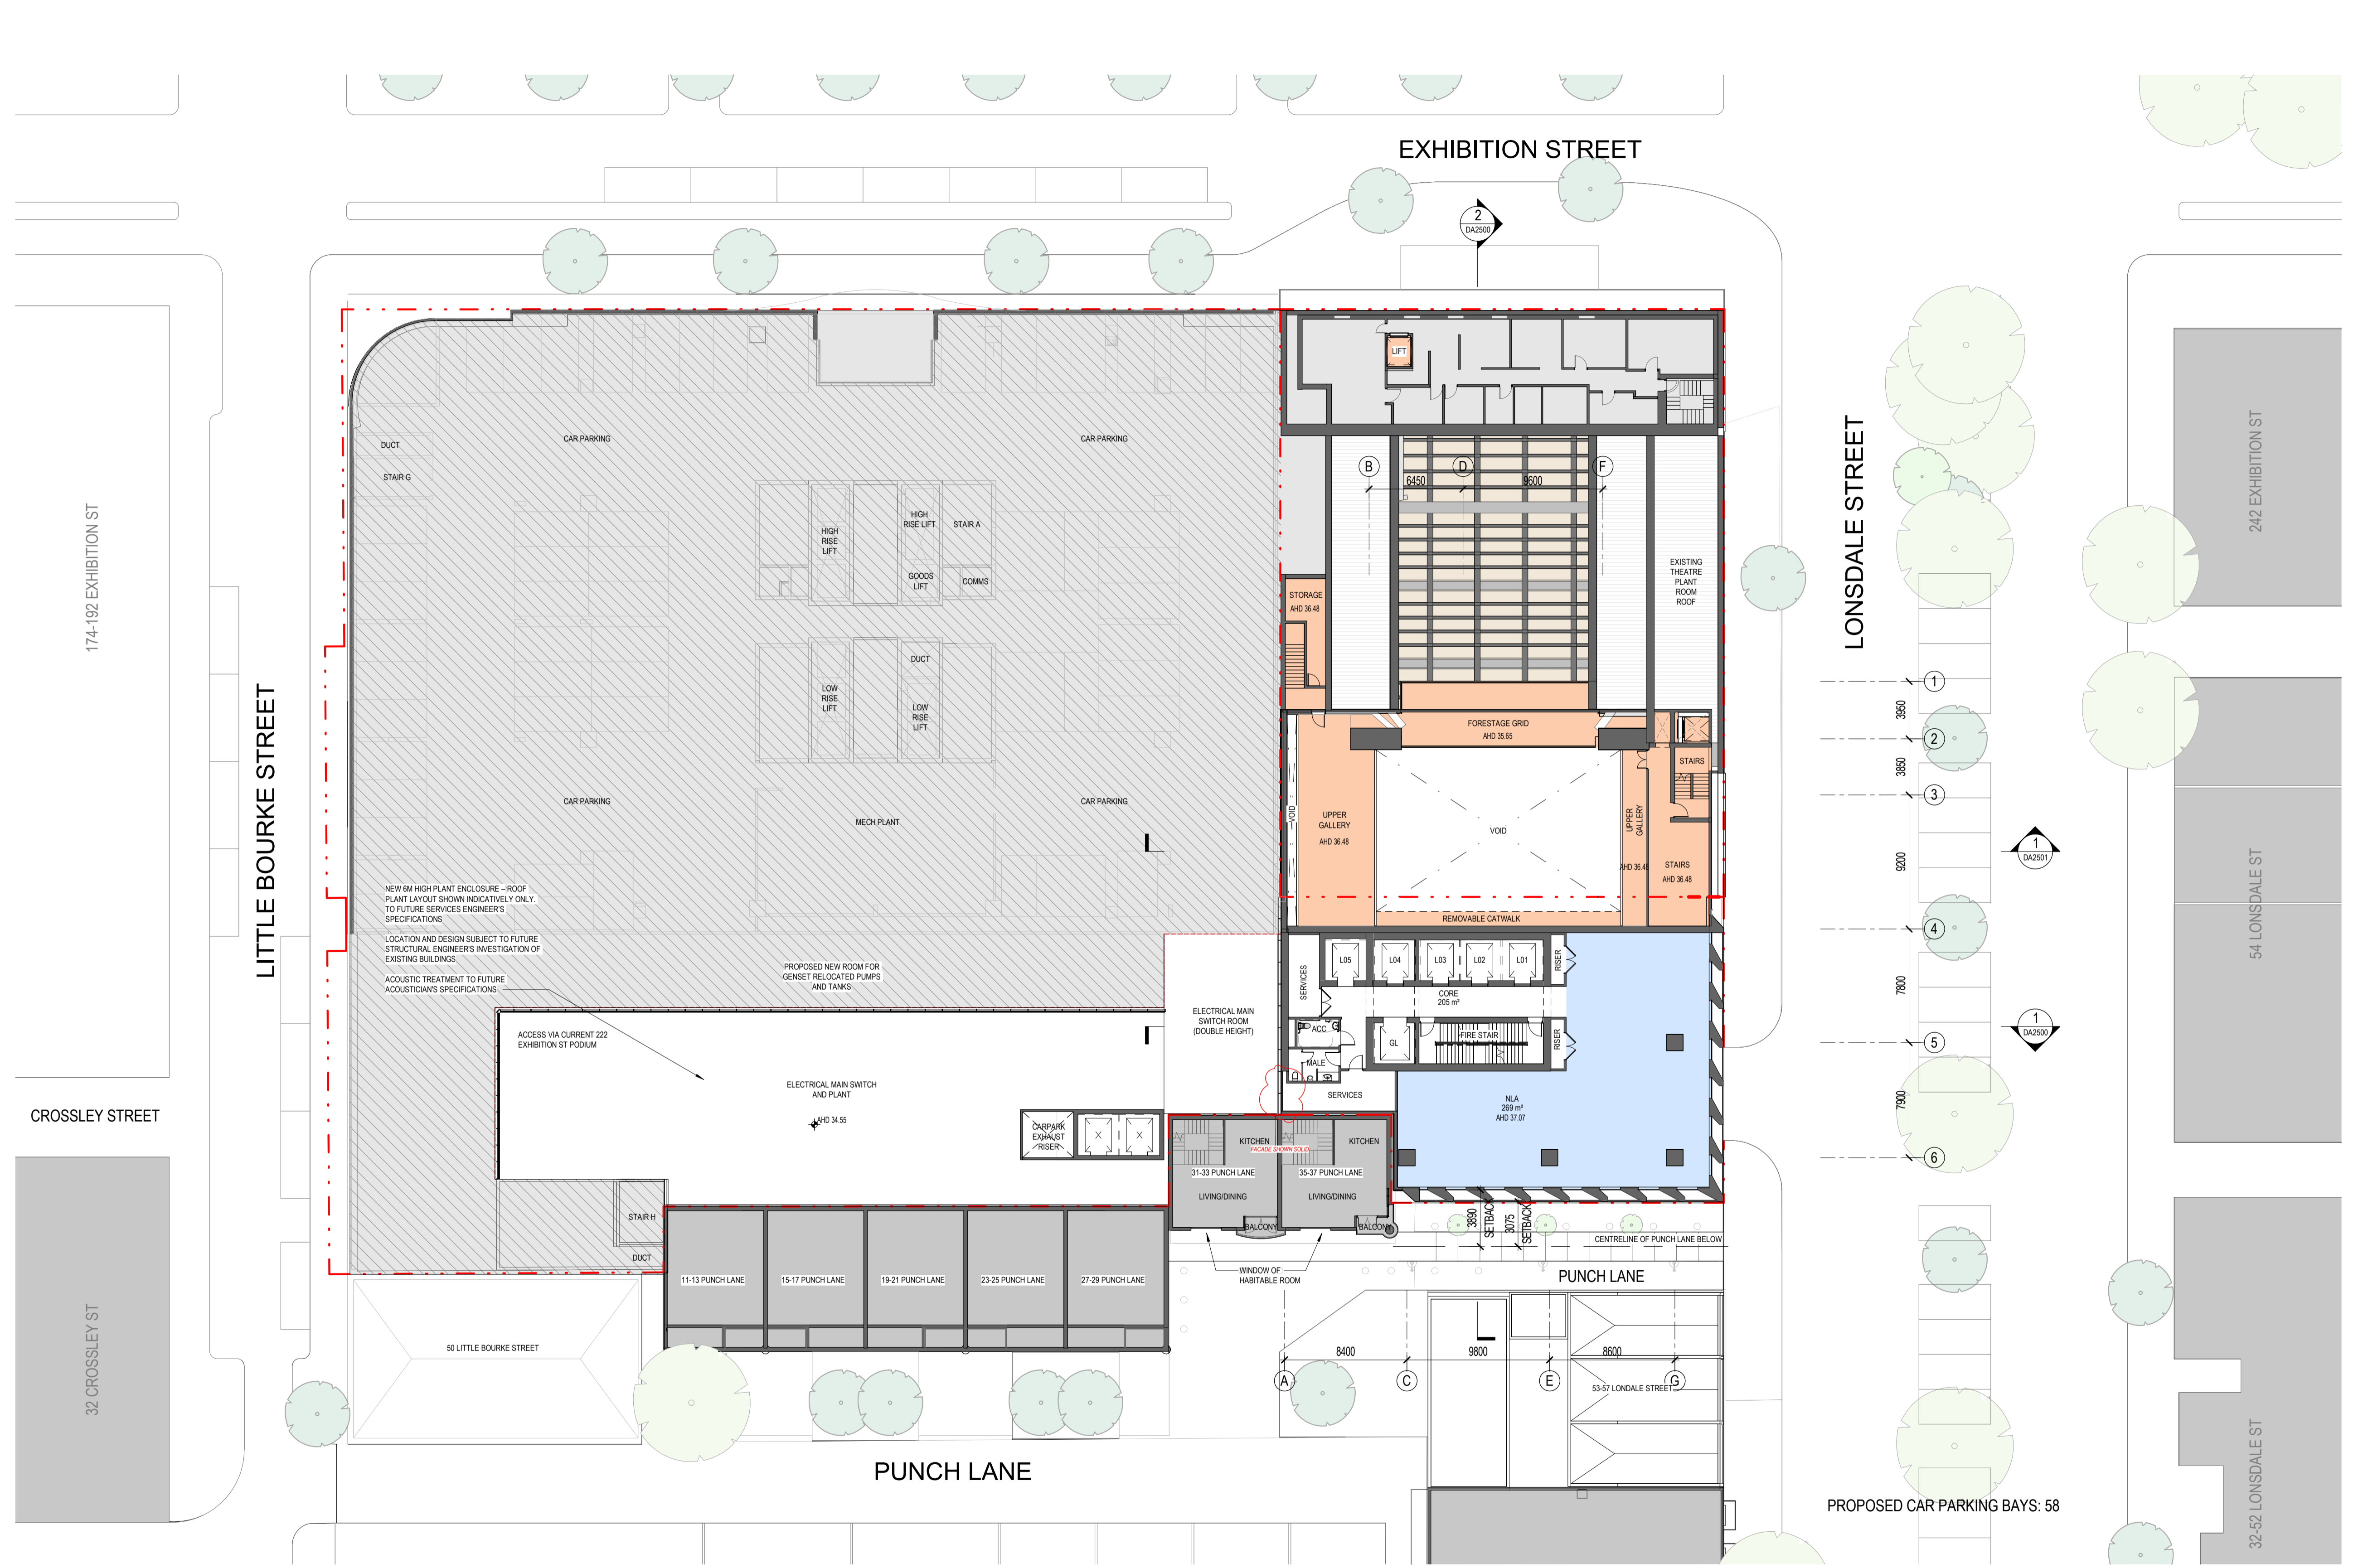 EXHIBITION STREET
2
DA2500
LIFT
DUCT
STAIR G
CAR PARKING
CAR PARKING
174-192 EXHIBITION ST
LITTLE BOURKE STREET
HIGH
RISE
LIFT
HIGH
RISE LIFT
STAIR A
GOODS
LIFT
COMMS
DUCT
LOW
RISE
LIFT
LOW
RISE
LIFT
CAR PARKING
CAR PARKING
MECH PLANT
B
D
F
6450
9600
STORAGE
AHD 36.48
EXISTING
THEATRE
PLANT
ROOM
ROOF
LONSDALE STREET
242 EXHIBITION ST
FORESTAGE GRID
AHD 35.65
STAIRS
VOID
UPPER
GALLERY
AHD 36.48
VOID
UPPER
GALLERY
AHD 36.48
STAIRS
AHD 36.48
REMOVABLE CATWALK
1
3950
2
3850
3
9200
4
7800
5
7900
6
1
DA2501
1
DA2500
54 LONSDALE ST
NEW 6M HIGH PLANT ENCLOSURE – ROOF
PLANT LAYOUT SHOWN INDICATIVELY ONLY.
TO FUTURE SERVICES ENGINEER'S
SPECIFICATIONS
LOCATION AND DESIGN SUBJECT TO FUTURE
STRUCTURAL ENGINEER'S INVESTIGATION OF
EXISTING BUILDINGS
ACOUSTIC TREATMENT TO FUTURE
ACOUSTICIAN'S SPECIFICATIONS
PROPOSED NEW ROOM FOR
GENSET RELOCATED PUMPS
AND TANKS
ACCESS VIA CURRENT 222
EXHIBITION ST PODIUM
ELECTRICAL MAIN
SWITCH ROOM
(DOUBLE HEIGHT)
ELECTRICAL MAIN SWITCH
AND PLANT
AHD 34.55
CARPARK
EXHAUST
RISER
SERVICES
L05
L04
L03
L02
L01
RISER
CORE
205 m²
ACC
MALE
GL
FIRE STAIR
RISER
SERVICES
NLA
269 m²
AHD 37.07
KITCHEN
KITCHEN
FACADE SHOWN SOLID
31-33 PUNCH LANE
35-37 PUNCH LANE
LIVING/DINING
LIVING/DINING
BALCONY
BALCONY
3890
SETBACK
3075
SETBACK
CENTRELINE OF PUNCH LANE BELOW
WINDOW OF
HABITABLE ROOM
PUNCH LANE
CROSSLEY STREET
32 CROSSLEY ST
STAIR H
DUCT
11-13 PUNCH LANE
15-17 PUNCH LANE
19-21 PUNCH LANE
23-25 PUNCH LANE
27-29 PUNCH LANE
50 LITTLE BOURKE STREET
8400
9800
8600
A
C
E
G
53-57 LONDALE STREET
PUNCH LANE
PROPOSED CAR PARKING BAYS: 58
32-52 LONSDALE ST